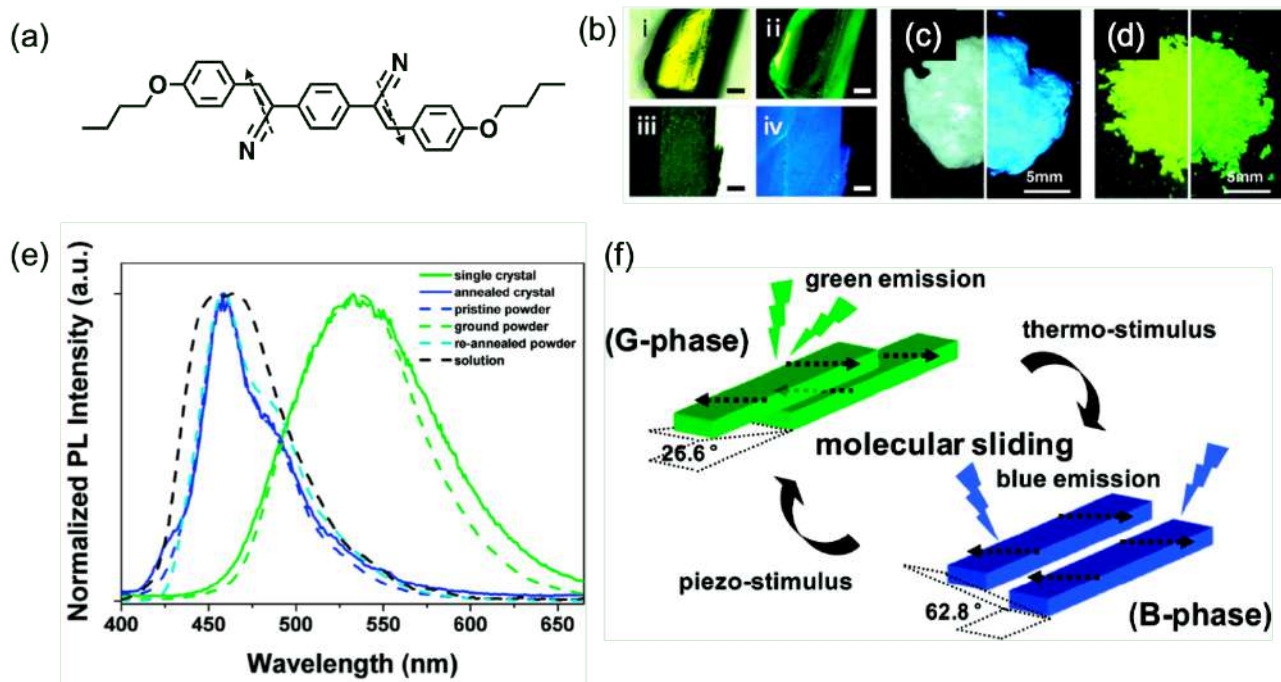 (a)
O
N
N
O
(b)
i
ii
iii
iv
(c)
5mm
(d)
5mm
(e)
Normalized PL Intensity (a.u.)
single crystal
annealed crystal
pristine powder
ground powder
re-annealed powder
solution
400 450 500 550 600 650
Wavelength (nm)
(f)
green emission
(G-phase)
thermo-stimulus
26.6°
molecular sliding
blue emission
piezo-stimulus
62.8°
(B-phase)